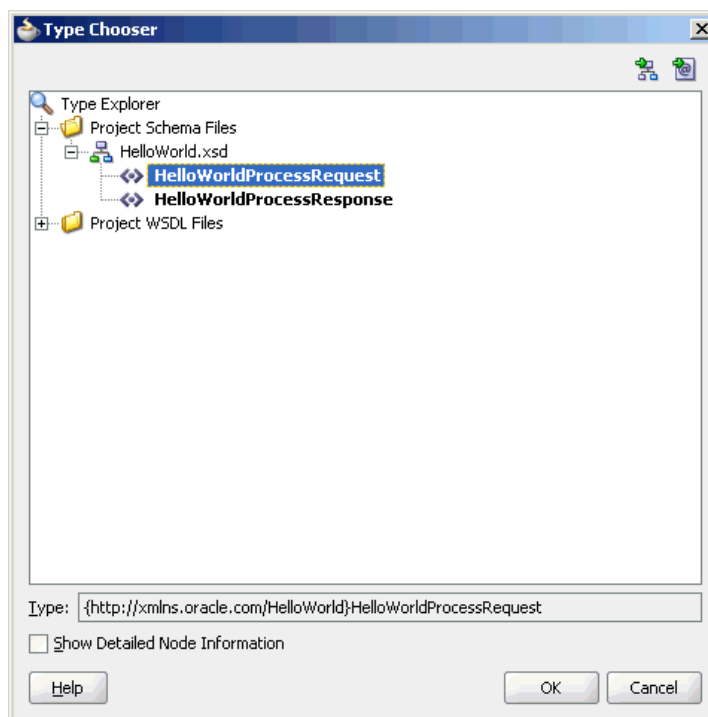 Type Chooser
Type Explorer
Project Schema Files
HelloWorld.xsd
HelloWorldProcessRequest
HelloWorldProcessResponse
Project WSDL Files
Type: {http://xmlns.oracle.com/HelloWorld}HelloWorldProcessRequest
Show Detailed Node Information
Help OK Cancel